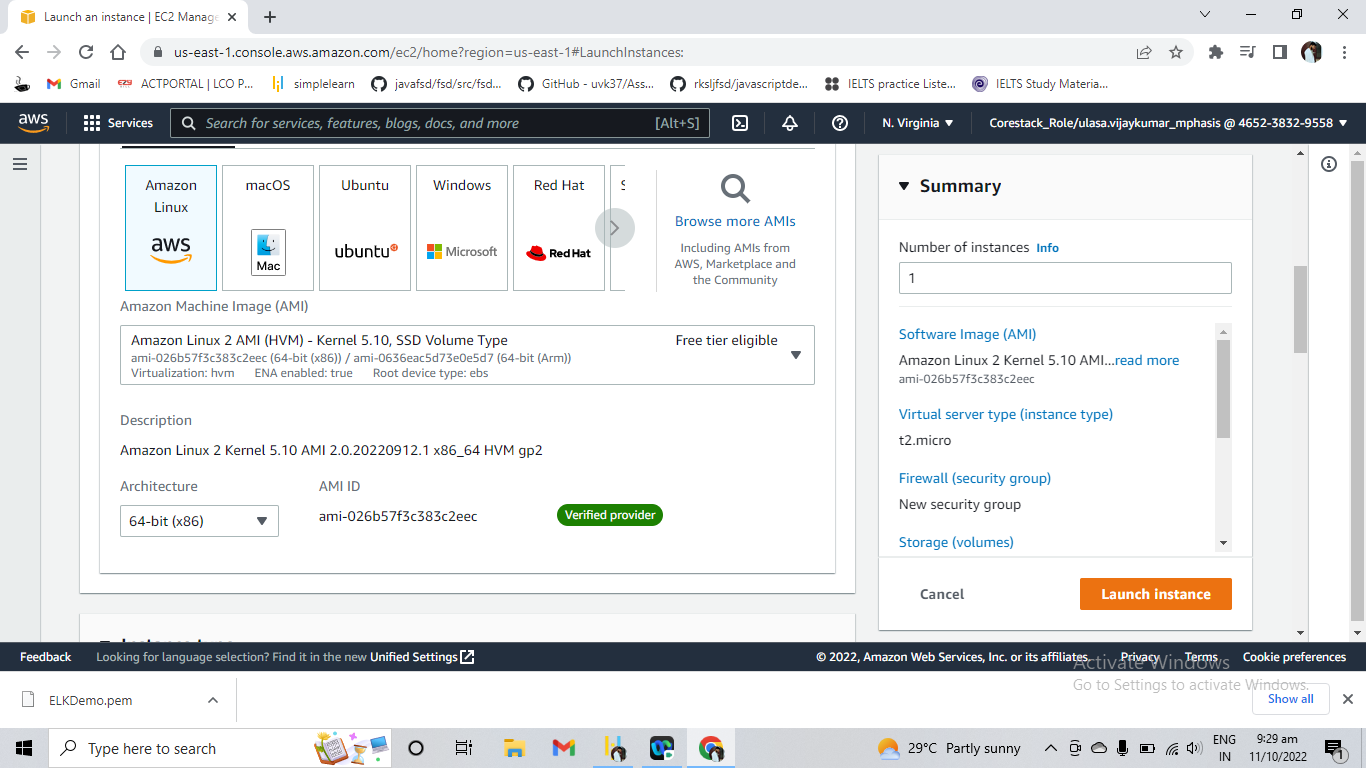 Launch an instance | EC2 Manage
us-east-1.console.aws.amazon.com/ec2/home?region=us-east-1#LaunchInstances:
Gmail
ACTPORTAL | LCO P...
simplelearn
javafsd/fsd/src/fsd...
GitHub - uvk37/Ass...
rksljfsd/javascriptde...
IELTS practice Liste...
IELTS Study Materia...
aws
Services
Search for services, features, blogs, docs, and more
[Alt+S]
N. Virginia
Corestack_Role/ulasa.vijaykumar_mphasis @ 4652-3832-9558
Amazon
Linux
aws
macOS
Mac
Ubuntu
ubuntu
Windows
Microsoft
Red Hat
Red Hat
Browse more AMIs
Including AMIs from
AWS, Marketplace and
the Community
Amazon Machine Image (AMI)
Amazon Linux 2 AMI (HVM) - Kernel 5.10, SSD Volume Type
Free tier eligible
ami-026b57f3c383c2eec (64-bit (x86)) / ami-0636eac5d73e0e5d7 (64-bit (Arm))
Virtualization: hvm ENA enabled: true Root device type: ebs
Description
Amazon Linux 2 Kernel 5.10 AMI 2.0.20220912.1 x86_64 HVM gp2
Architecture
AMI ID
64-bit (x86)
ami-026b57f3c383c2eec
Verified provider
Summary
Number of instances Info
1
Software Image (AMI)
Amazon Linux 2 Kernel 5.10 AMI...read more
ami-026b57f3c383c2eec
Virtual server type (instance type)
t2.micro
Firewall (security group)
New security group
Storage (volumes)
Cancel
Launch instance
Feedback
Looking for language selection? Find it in the new Unified Settings
© 2022, Amazon Web Services, Inc. or its affiliates.
Privacy
Terms
Cookie preferences
Activate Windows
Go to Settings to activate Windows.
ELKDemo.pem
Show all
Type here to search
29°C Partly sunny
ENG
IN
9:29 am
11/10/2022
1